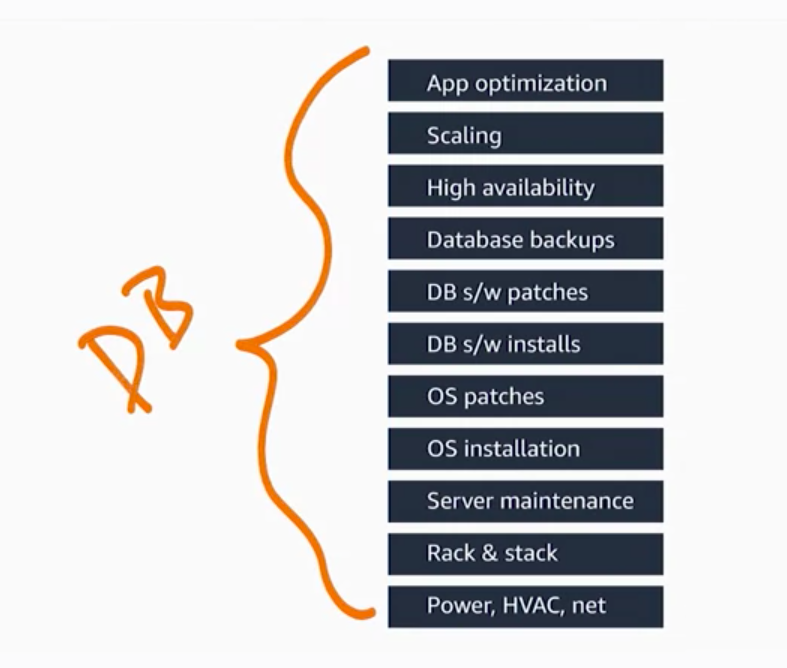 DB
App optimization
Scaling
High availability
Database backups
DB s/w patches
DB s/w installs
OS patches
OS installation
Server maintenance
Rack & stack
Power, HVAC, net